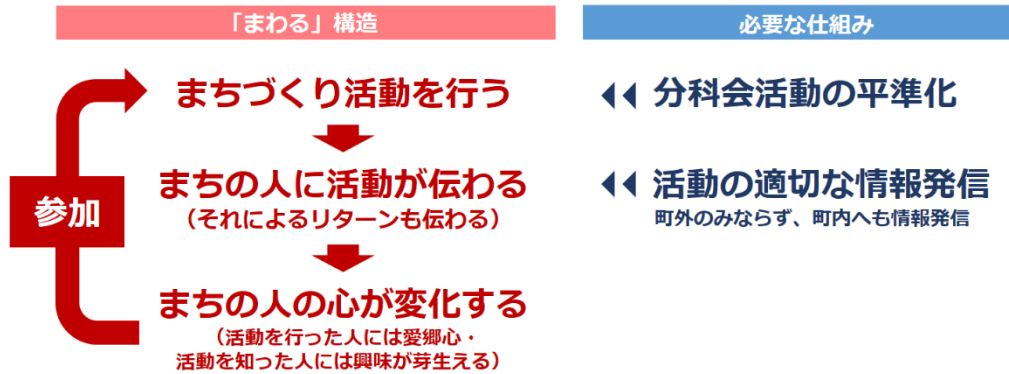 「まわる」構造
必要な仕組み
まちづくり活動を行う
分科会活動の平準化
まちの人に活動が伝わる
（それによるリターンも伝わる）
活動の適切な情報発信
町外のみならず、町内へも情報発信
参加
まちの人の心が変化する
（活動を行った人には愛郷心・
活動を知った人には興味が芽生える）